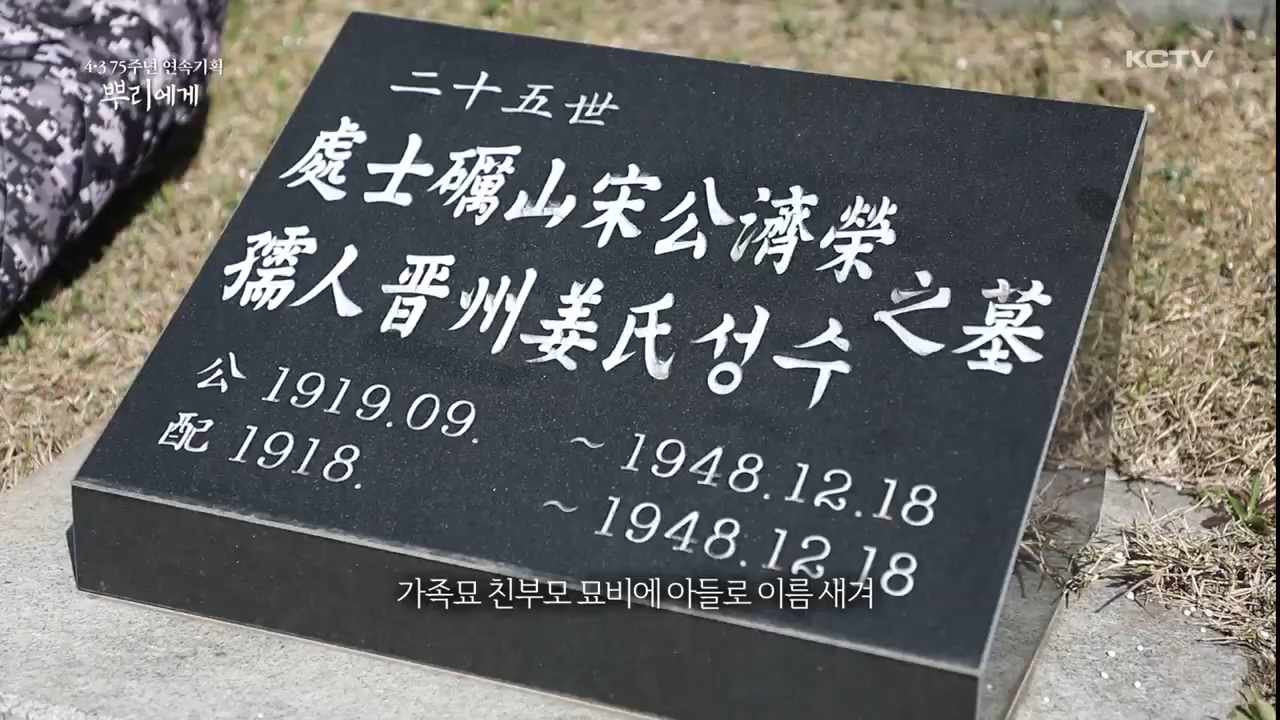 4·3 75주년 연속기획
뿌리에게
KCTV
二十五世
處士礪山宋公濟榮
孺人晋州姜氏성수之墓
公 1919.09. ~1948.12.18
配 1918. ~1948.12.18
가족묘 친부모 묘비에 아들로 이름 새겨